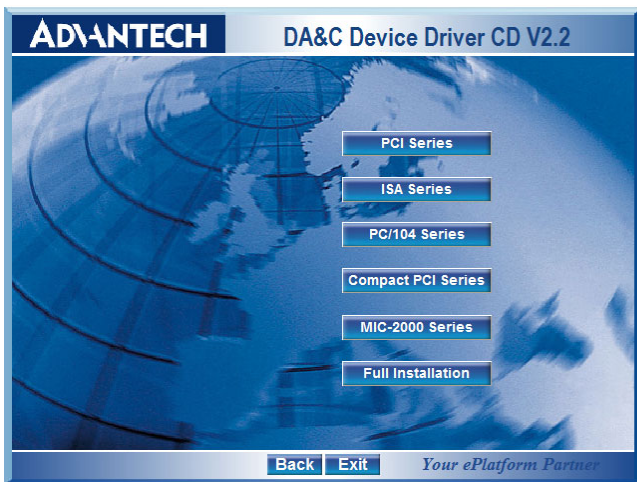 ADVANTECH DA&C Device Driver CD V2.2
PCI Series
ISA Series
PC/104 Series
Compact PCI Series
MIC-2000 Series
Full Installation
Back Exit Your ePlatform Partner